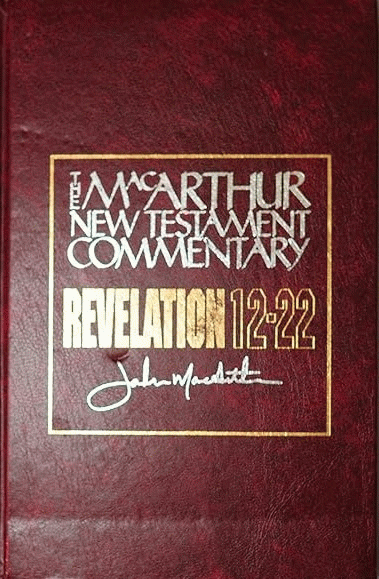 THE MACARTHUR
NEW TESTAMENT
COMMENTARY
REVELATION 12-22
John MacArthur